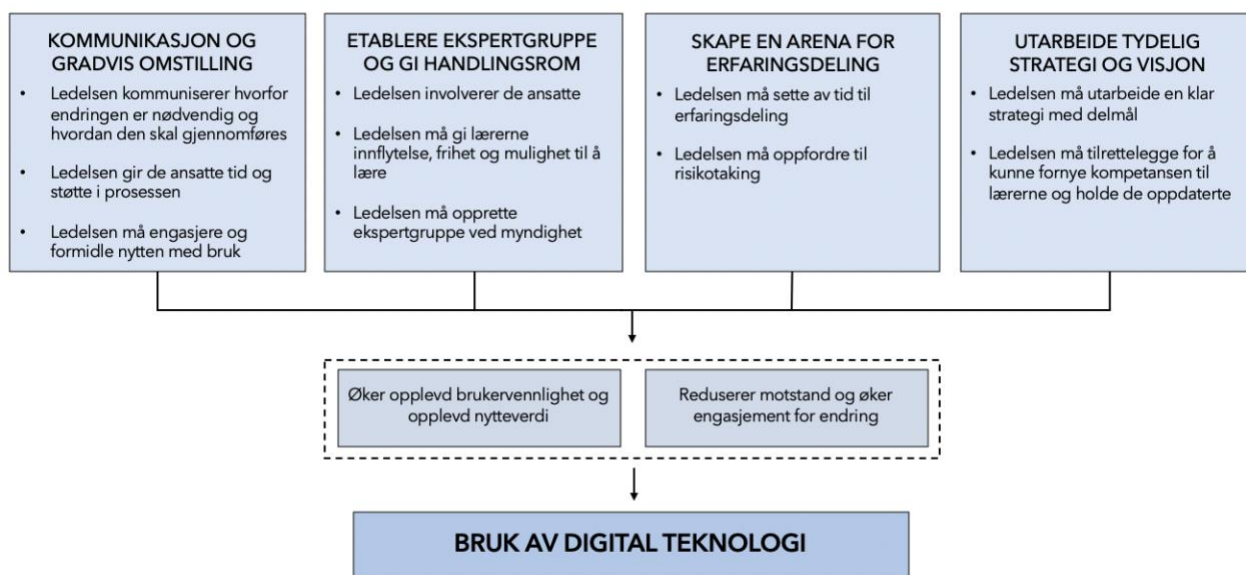 KOMMUNIKASJON OG
GRADVIS OMSTILLING
• Ledelsen kommuniserer hvorfor
endringen er nødvendig og
hvordan den skal gjennomføres
• Ledelsen gir de ansatte tid og
støtte i prosessen
• Ledelsen må engasjere og
formidle nytten med bruk
ETABLERE EKSPERTGRUPPE
OG GI HANDLINGSROM
• Ledelsen involverer de ansatte
• Ledelsen må gi lærerne
innflytelse, frihet og mulighet til å
lære
• Ledelsen må opprette
ekspertgruppe ved myndighet
SKAPE EN ARENA FOR
ERFARINGSDELING
• Ledelsen må sette av tid til
erfaringsdeling
• Ledelsen må oppfordre til
risikotaking
UTARBEIDE TYDELIG
STRATEGI OG VISJON
• Ledelsen må utarbeide en klar
strategi med delmål
• Ledelsen må tilrettelegge for å
kunne fornye kompetansen til
lærerne og holde de oppdaterte
Øker opplevd brukervennlighet og
opplevd nytteverdi
Reduserer motstand og øker
engasjement for endring
BRUK AV DIGITAL TEKNOLOGI